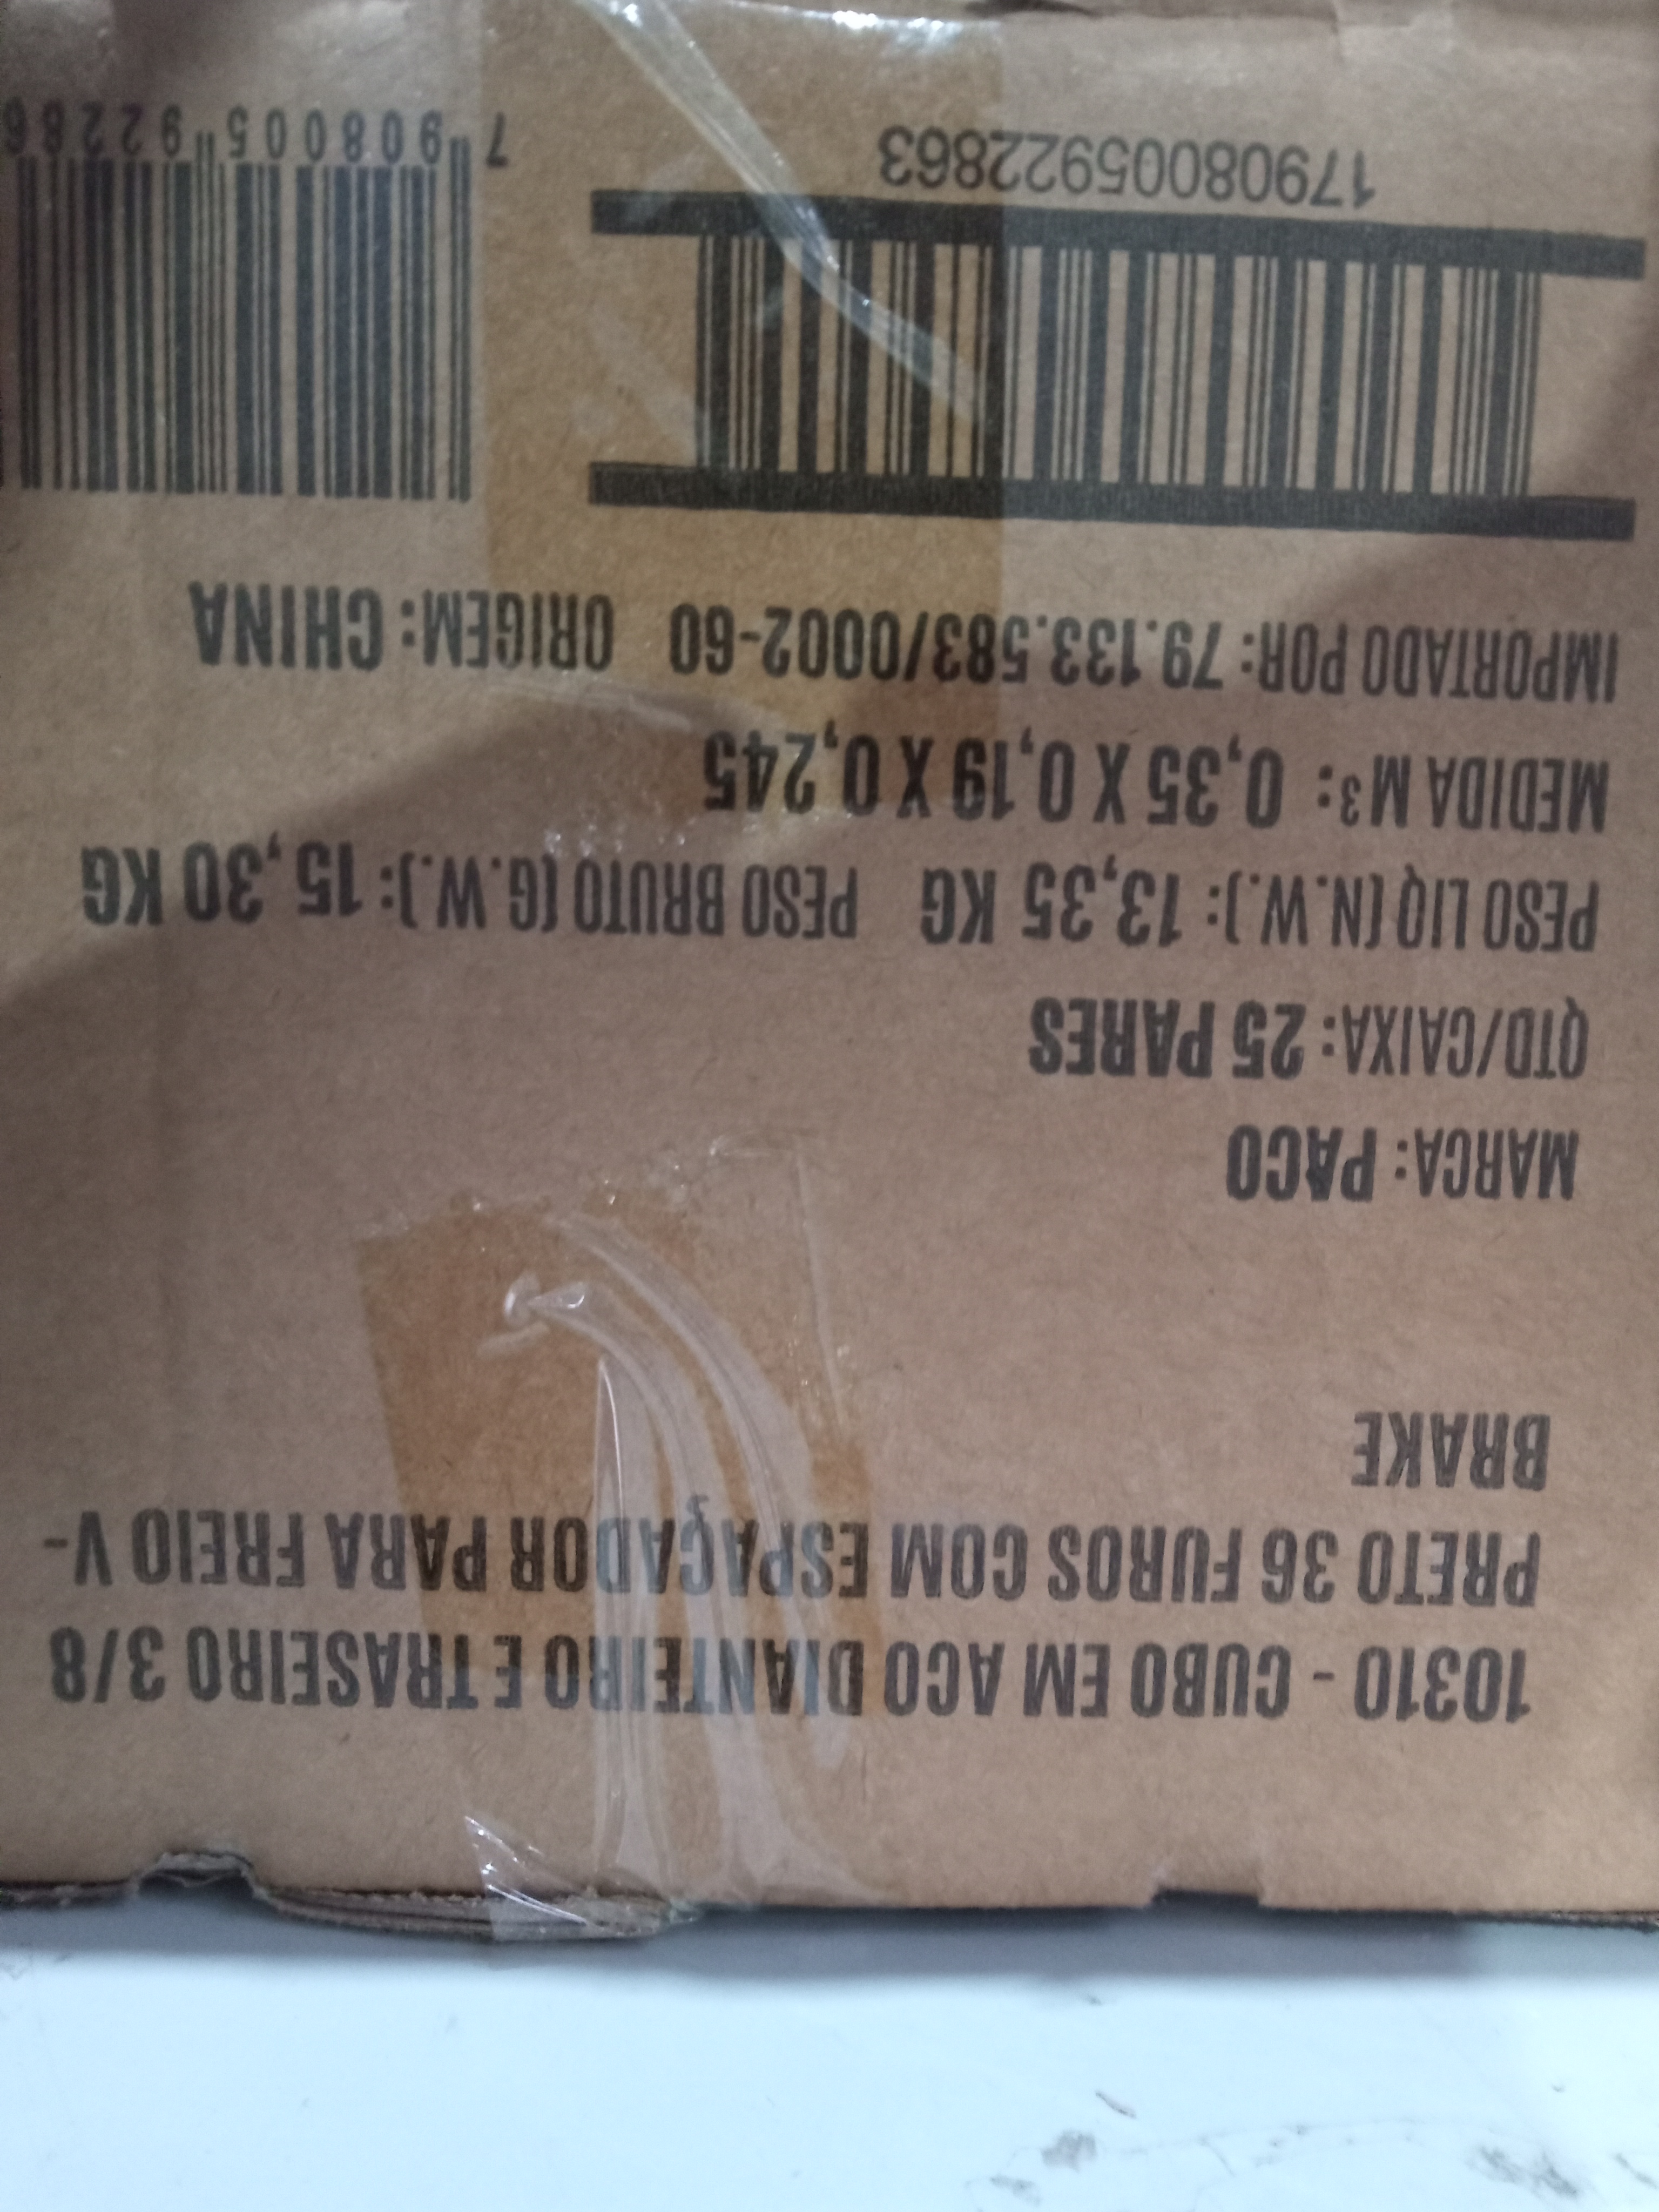 10310 - CUBO EM ACO DIANTEIRO E TRASEIRO 3/8
PRETO 36 FUROS COM ESPAÇADOR PARA FREIO V-
BRAKE
MARCA: PACO
QTD/CAIXA: 25 PARES
PESO LIQ (N.W.): 13,35 KG PESO BRUTO (G.W.): 15,30 KG
MEDIDA M³: 0,35 X 0,19 X 0,245
IMPORTADO POR: 79.133.583/0002-60 ORIGEM: CHINA
17908005922863
7 908005 92286